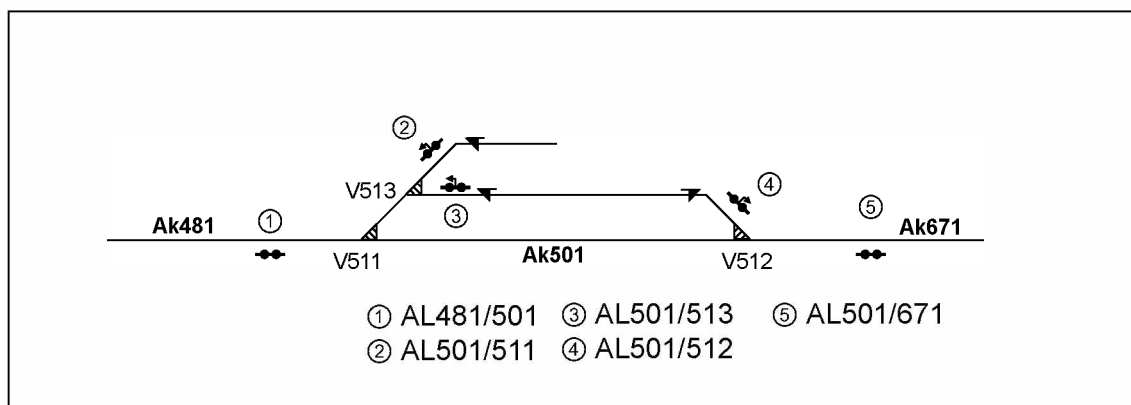 ②
V513
④
Ak481 ① ③ ⑤ Ak671
V511 Ak501 V512
① AL481/501 ③ AL501/513 ⑤ AL501/671
② AL501/511 ④ AL501/512